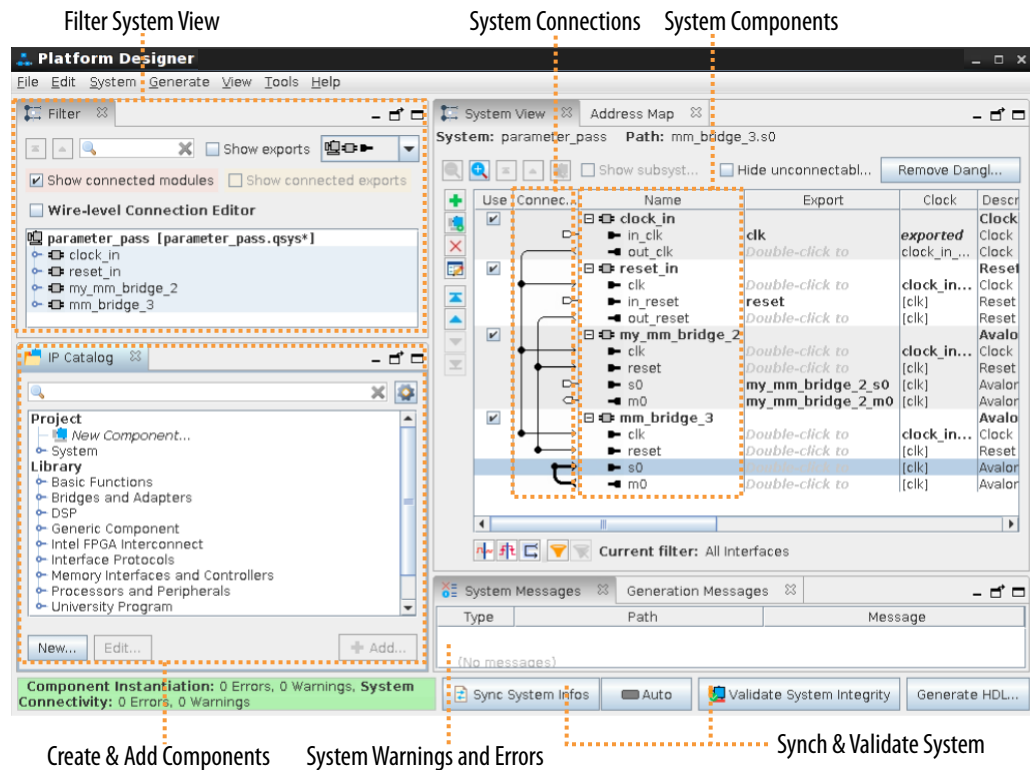 Filter System View
System Connections
System Components
Platform Designer
File Edit System Generate View Tools Help
Filter
Show exports
Show connected modules
Show connected exports
Wire-level Connection Editor
parameter_pass [parameter_pass.qsys*]
clock_in
reset_in
my_mm_bridge_2
mm_bridge_3
IP Catalog
Project
New Component...
System
Library
Basic Functions
Bridges and Adapters
DSP
Generic Component
Intel FPGA Interconnect
Interface Protocols
Memory Interfaces and Controllers
Processors and Peripherals
University Program
New... Edit... Add...
Component Instantiation: 0 Errors, 0 Warnings, System
Connectivity: 0 Errors, 0 Warnings
System View Address Map
System: parameter_pass Path: mm_bridge_3.s0
Show subsyst... Hide unconnectabl... Remove Dangl...
Use Connec... Name Export Clock Descr
clock_in Clock
in_clk clk exported Clock
out_clk Double-click to clock_in_... Clock
reset_in Reset
clk Double-click to clock_in... Clock
in_reset reset [clk] Reset
out_reset Double-click to [clk] Reset
my_mm_bridge_2 Avalo
clk Double-click to clock_in... Clock
reset Double-click to [clk] Reset
s0 my_mm_bridge_2_s0 [clk] Avalon
m0 my_mm_bridge_2_m0 [clk] Avalon
mm_bridge_3 Avalo
clk Double-click to clock_in... Clock
reset Double-click to [clk] Reset
s0 Double-click to [clk] Avalon
m0 Double-click to [clk] Avalon
Current filter: All Interfaces
System Messages Generation Messages
Type Path Message
(No messages)
Sync System Infos Auto Validate System Integrity Generate HDL...
Create & Add Components
System Warnings and Errors
Synch & Validate System